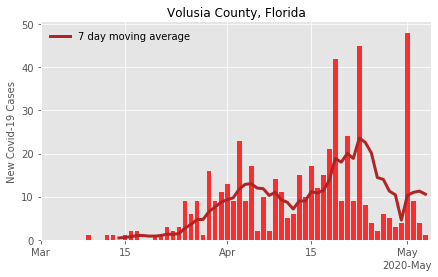 Volusia County, Florida
7 day moving average
New Covid-19 Cases
50
40
30
20
10
0
Mar
15
Apr
15
May
2020-May